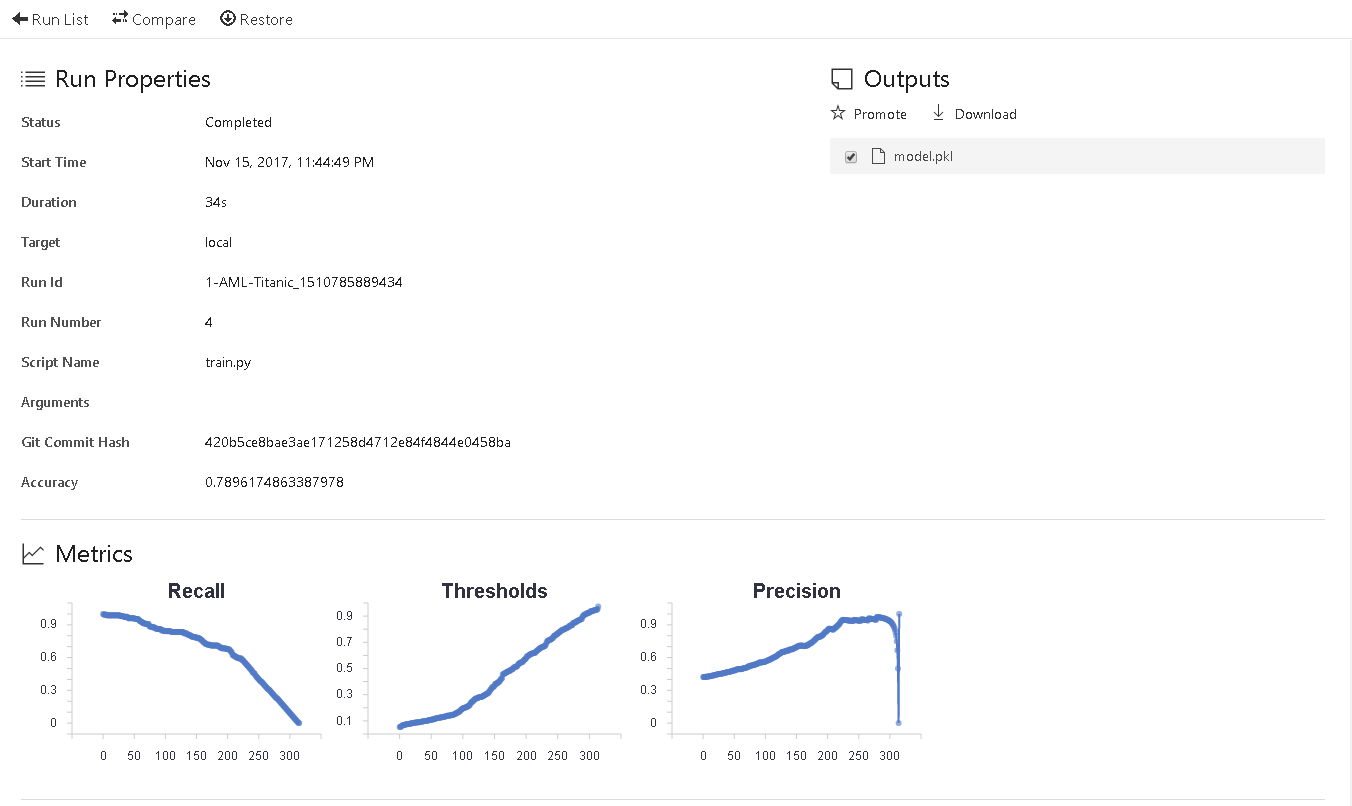 Run List Compare Restore
Run Properties
Status Completed
Start Time Nov 15, 2017, 11:44:49 PM
Duration 34s
Target local
Run Id 1-AML-Titanic_1510785889434
Run Number 4
Script Name train.py
Arguments
Git Commit Hash 420b5ce8bae3ae171258d4712e84f4844e0458ba
Accuracy 0.7896174863387978
Outputs
Promote Download
model.pkl
Metrics
Recall
0.9
0.6
0.3
0
0 50 100 150 200 250 300
Thresholds
0.9
0.7
0.5
0.3
0.1
0 50 100 150 200 250 300
Precision
0.9
0.6
0.3
0
0 50 100 150 200 250 300